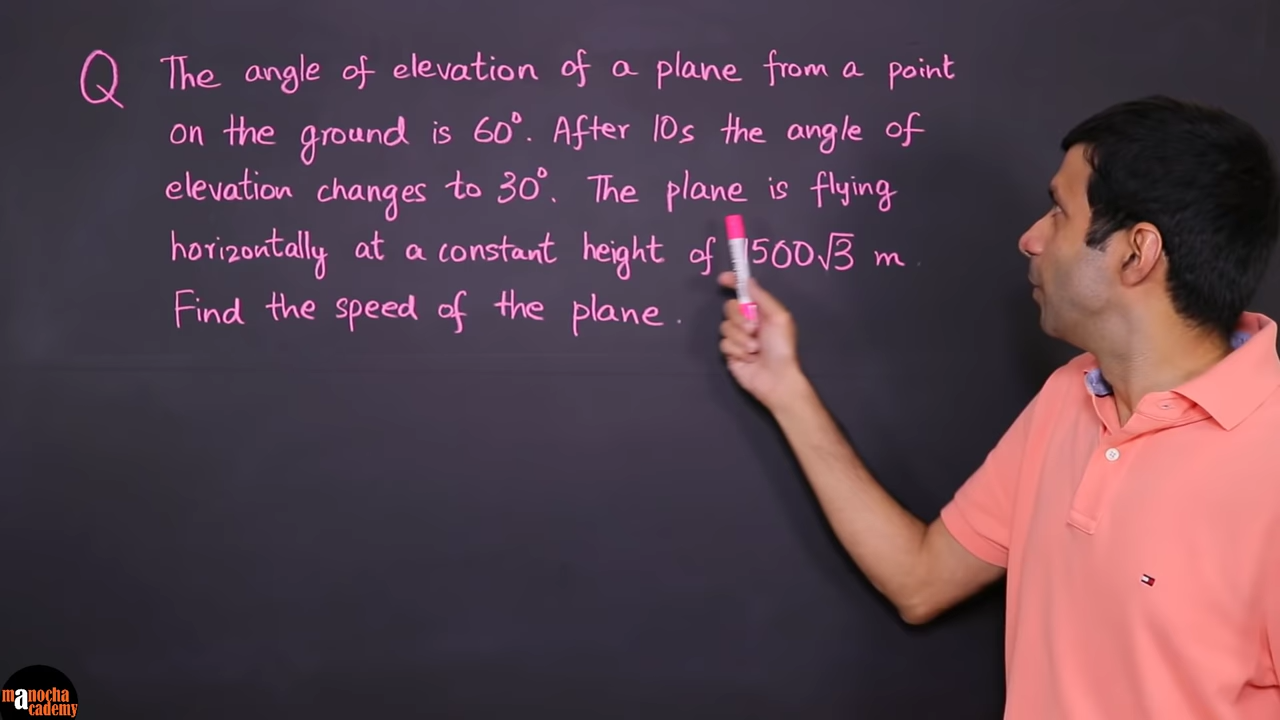 Q The angle of elevation of a plane from a point
on the ground is 60°. After 10s the angle of
elevation changes to 30°. The plane is flying
horizontally at a constant height of 500√3 m.
Find the speed of the plane.
manocha
academy